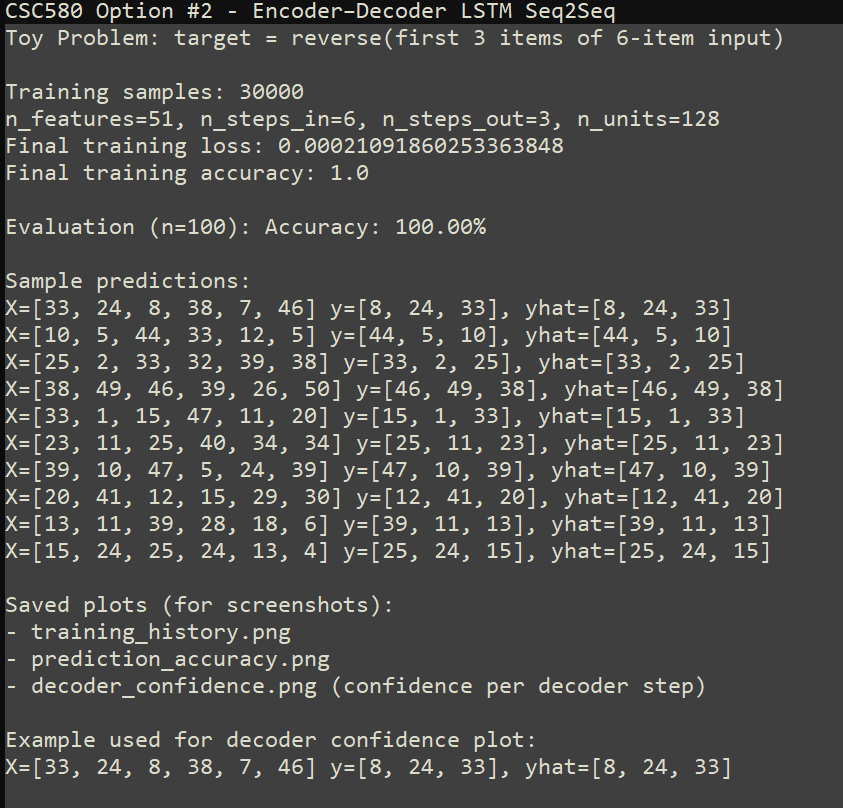 CSC580 Option #2 - Encoder–Decoder LSTM Seq2Seq
Toy Problem: target = reverse(first 3 items of 6-item input)
Training samples: 30000
n_features=51, n_steps_in=6, n_steps_out=3, n_units=128
Final training loss: 0.00021091860253363848
Final training accuracy: 1.0
Evaluation (n=100): Accuracy: 100.00%
Sample predictions:
X=[33, 24, 8, 38, 7, 46] y=[8, 24, 33], yhat=[8, 24, 33]
X=[10, 5, 44, 33, 12, 5] y=[44, 5, 10], yhat=[44, 5, 10]
X=[25, 2, 33, 32, 39, 38] y=[33, 2, 25], yhat=[33, 2, 25]
X=[38, 49, 46, 39, 26, 50] y=[46, 49, 38], yhat=[46, 49, 38]
X=[33, 1, 15, 47, 11, 20] y=[15, 1, 33], yhat=[15, 1, 33]
X=[23, 11, 25, 40, 34, 34] y=[25, 11, 23], yhat=[25, 11, 23]
X=[39, 10, 47, 5, 24, 39] y=[47, 10, 39], yhat=[47, 10, 39]
X=[20, 41, 12, 15, 29, 30] y=[12, 41, 20], yhat=[12, 41, 20]
X=[13, 11, 39, 28, 18, 6] y=[39, 11, 13], yhat=[39, 11, 13]
X=[15, 24, 25, 24, 13, 4] y=[25, 24, 15], yhat=[25, 24, 15]
Saved plots (for screenshots):
- training_history.png
- prediction_accuracy.png
- decoder_confidence.png (confidence per decoder step)
Example used for decoder confidence plot:
X=[33, 24, 8, 38, 7, 46] y=[8, 24, 33], yhat=[8, 24, 33]